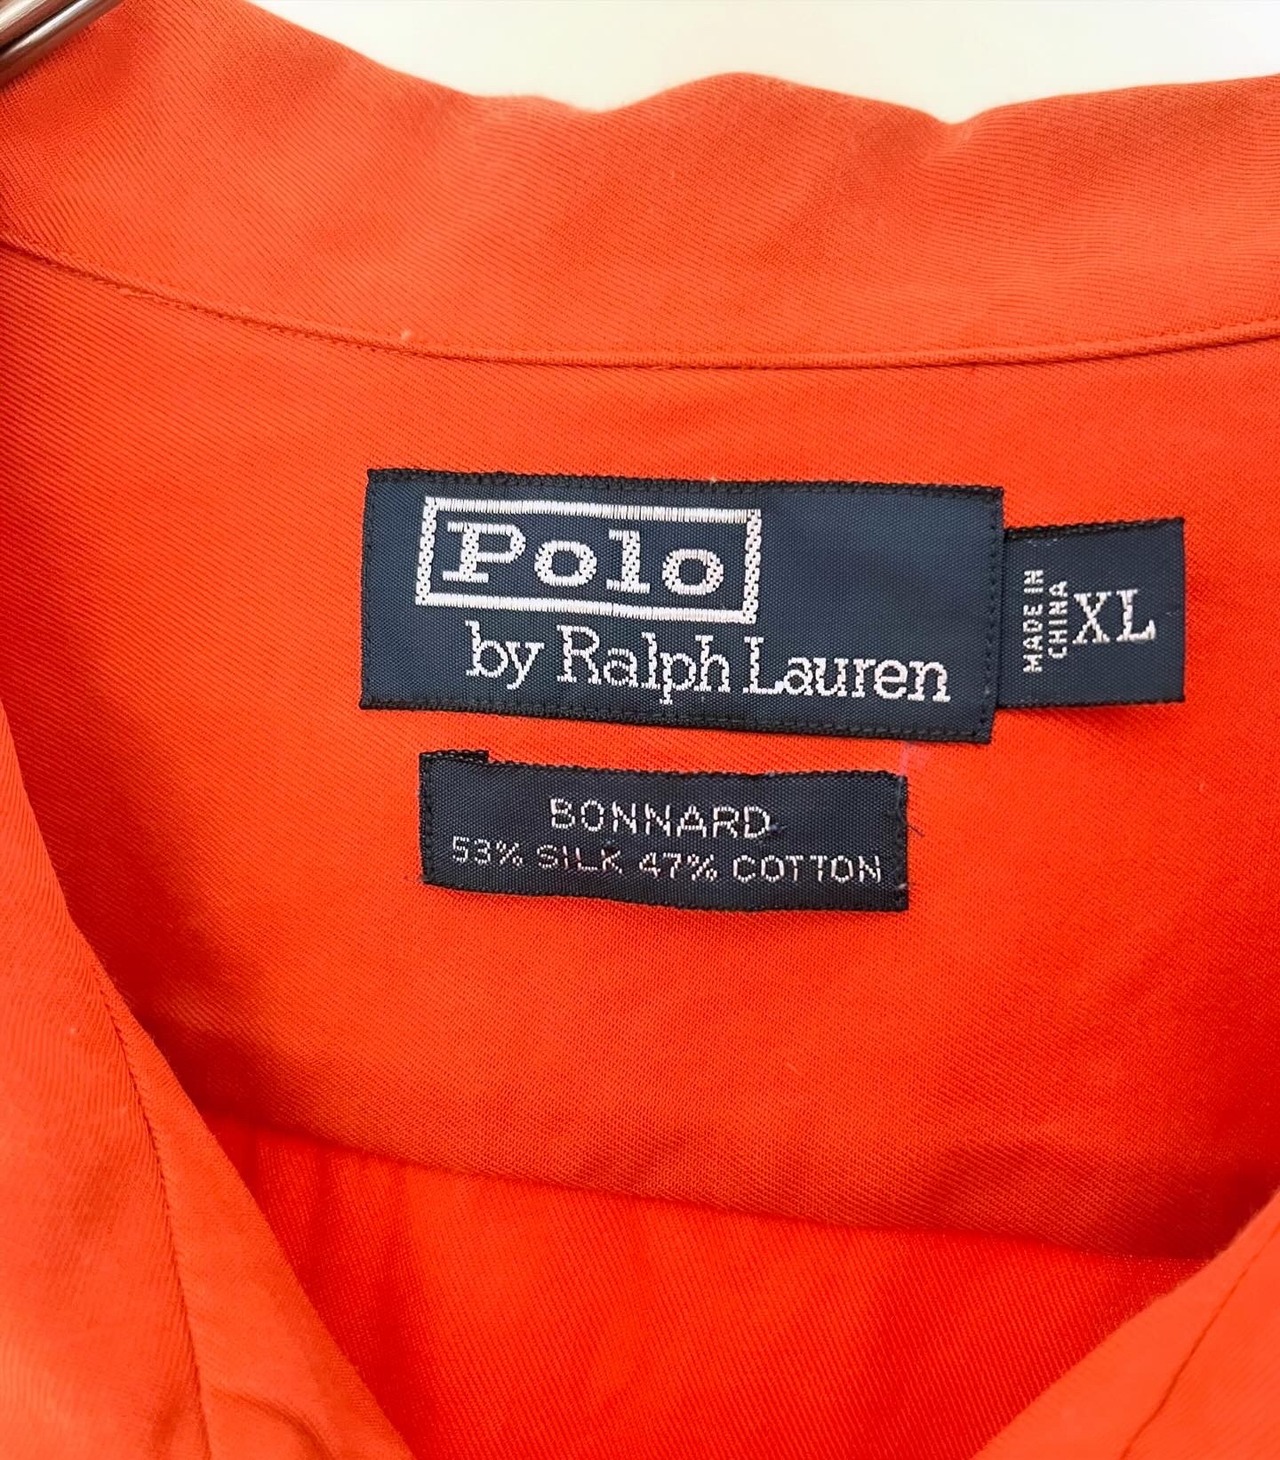 Polo
by Ralph Lauren
MADE IN
CHINA
XL
BONNARD
53% SILK 47% COTTON